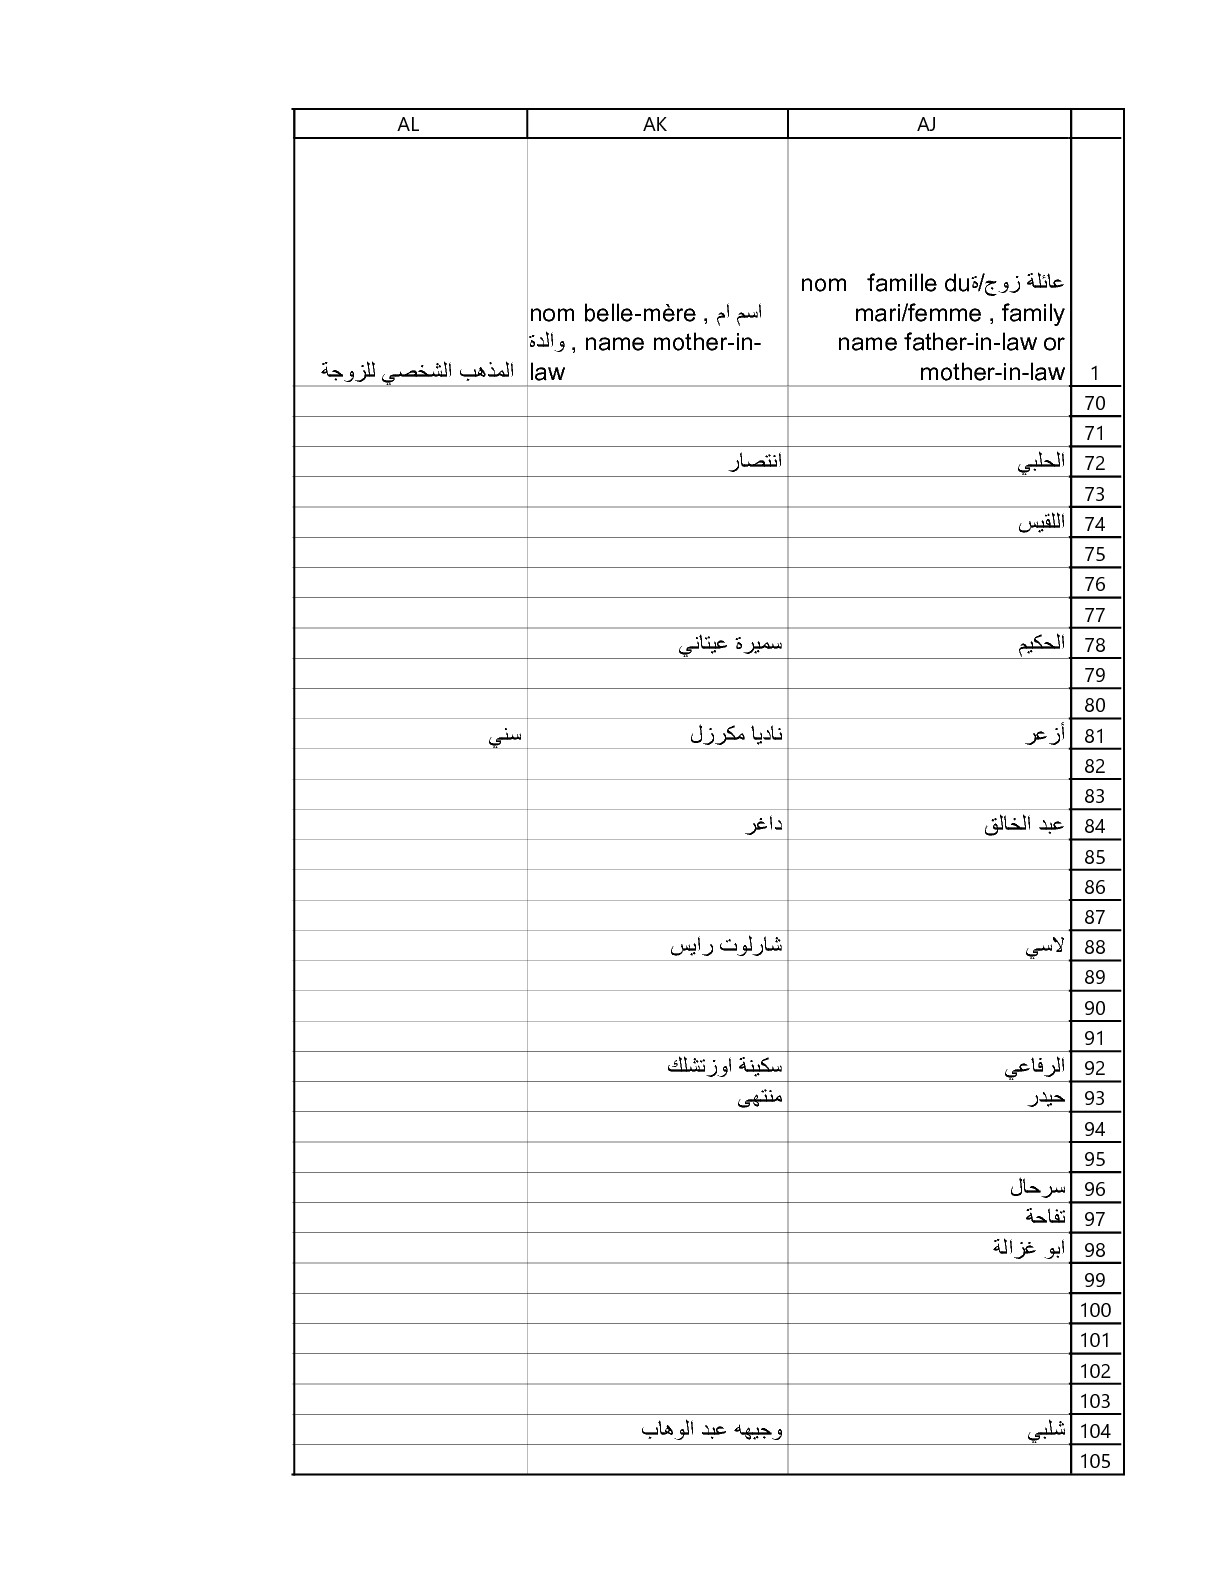 AJ AK AL
عائلة زوج/ة nom famille du
mari/femme , family
name father-in-law or
mother-in-law
nom belle-mère , اسم ام
والدة , name mother-in-
law
المذهب الشخصي للزوجة
1
70
71
72 الحلبي انتصار
73
74 اللقيس
75
76
77
78 الحكيم سميرة عيتاني
79
80
81 أزعر ناديا مكرزل سني
82
83
84 عبد الخالق داغر
85
86
87
88 لاسي شارلوت رايس
89
90
91
92 الرفاعي سكينة اوزتشلك
93 حيدر منتهى
94
95
96 سرحال
97 تفاحة
98 ابو غزالة
99
100
101
102
103
104 شلبي وجيهه عبد الوهاب
105